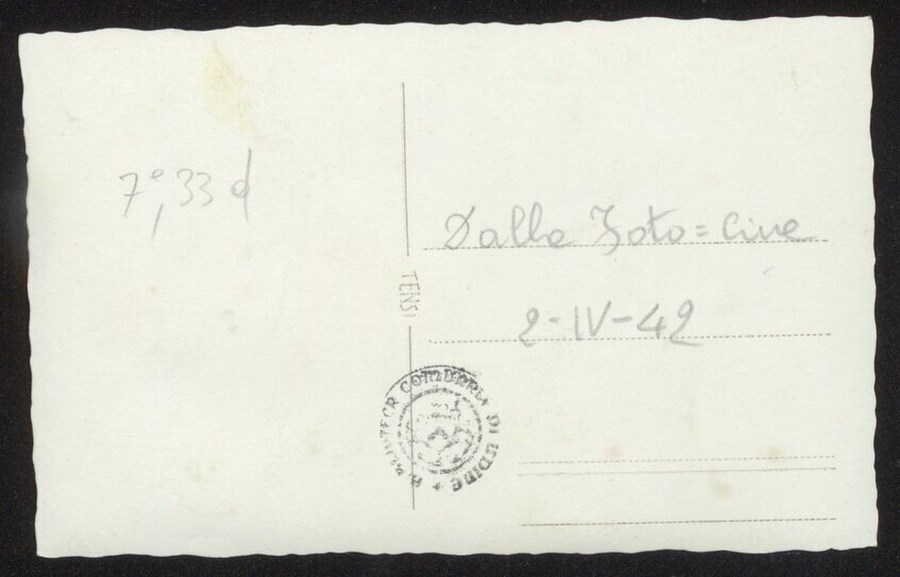 7°, 33 d
Dalla Foto=Cine
2-IV-42
TENSI
DI UDINE